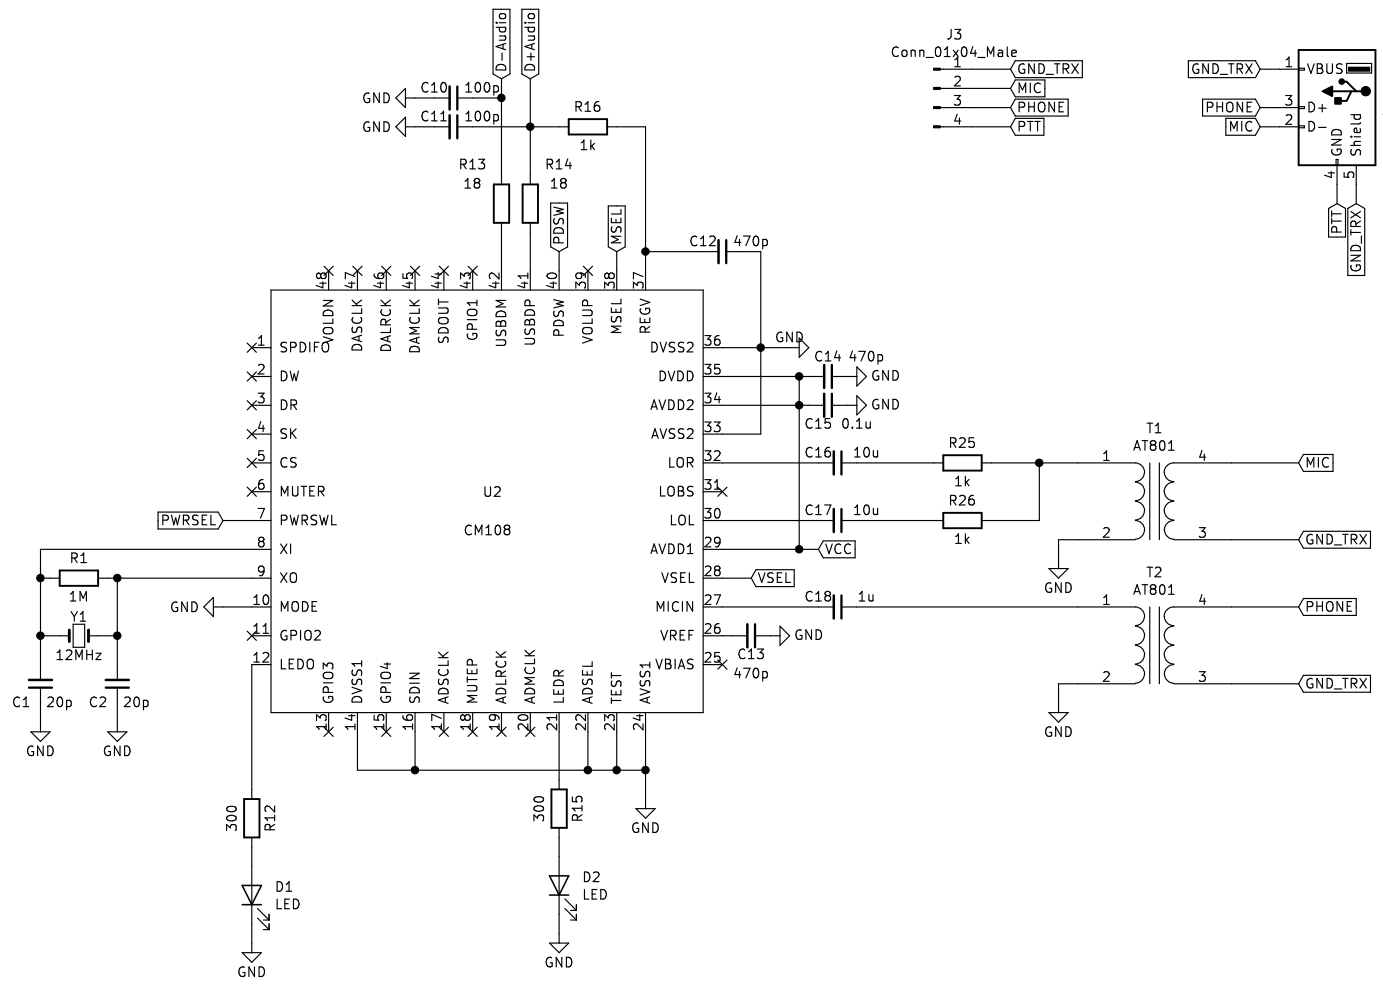 D-Audio
D+Audio
C10 100p
GND
C11 100p
GND
R16
1k
R13
18
R14
18
PDSW
MSEL
C12 470p
J3
Conn_01x04_Male
1 GND_TRX
2 MIC
3 PHONE
4 PTT
GND_TRX 1 VBUS
PHONE 3 D+
MIC 2 D-
GND
Shield
4
5
PTT
GND_TRX
48 47 46 45 44 43 42 41 40 39 38 37
VOLDN DASCLK DALRCK DAMCLK SDOUT GPIO1 USBDM USBDP PDSW VOLUP MSEL REGV
1 SPDIFO
2 DW
3 DR
4 SK
5 CS
6 MUTER
PWRSEL 7 PWRSWL
8 XI
9 XO
GND 10 MODE
11 GPIO2
12 LEDO
U2
CM108
DVSS2 36 GND
DVDD 35 C14 470p GND
AVDD2 34 GND
C15 0.1u
AVSS2 33
LOR 32 C16 10u
LOBS 31
LOL 30 C17 10u
AVDD1 29 VCC
VSEL 28 VSEL
MICIN 27 C18 1u
VREF 26 GND
C13
470p
VBIAS 25
R25
1k
R26
1k
T1
AT801
1 4 MIC
2 3 GND_TRX
GND
T2
AT801
1 4 PHONE
2 3 GND_TRX
GND
R1
1M
Y1
12MHz
C1 20p
C2 20p
GND
GND
GPIO3 DVSS1 GPIO4 SDIN ADSCLK MUTEP ADLRCK ADMCLK LEDR ADSEL TEST AVSS1
13 14 15 16 17 18 19 20 21 22 23 24
300
R12
300
R15
GND
D1
LED
D2
LED
GND
GND